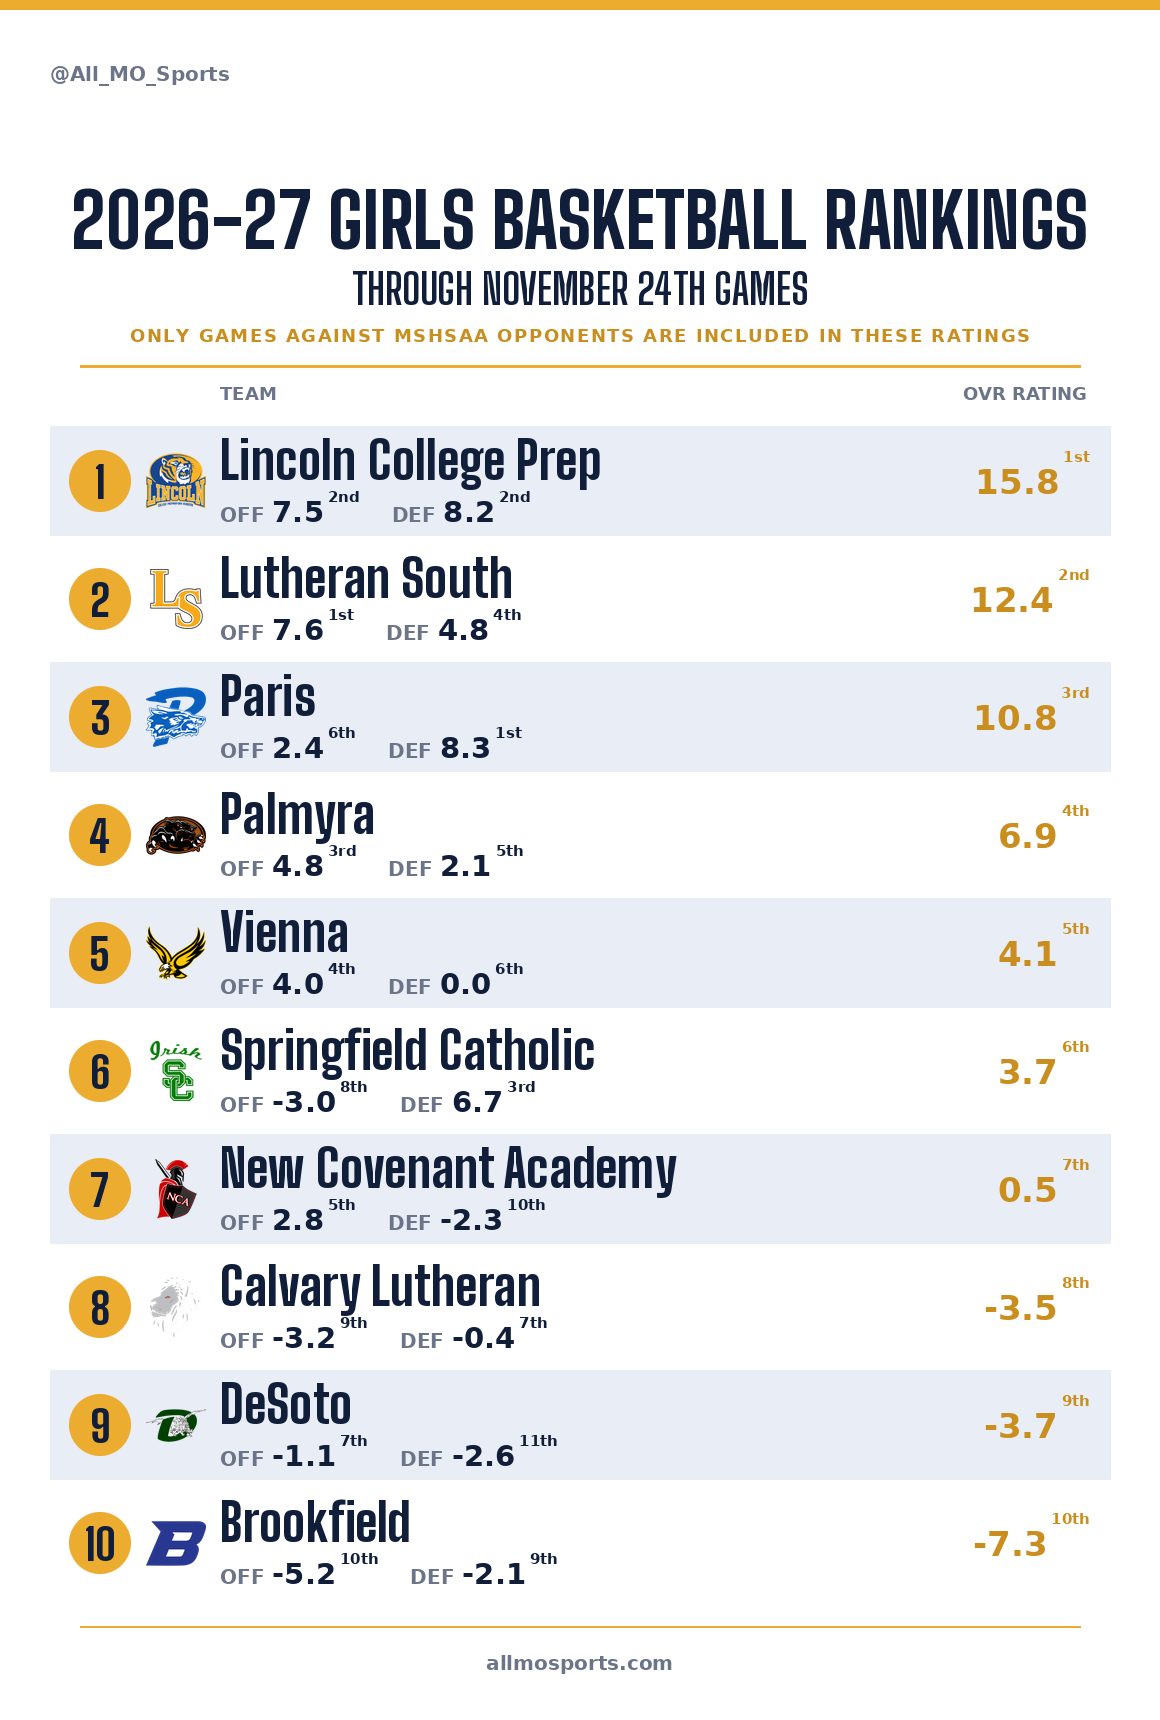 @All_MO_Sports
2026-27 GIRLS BASKETBALL RANKINGS
THROUGH NOVEMBER 24TH GAMES
ONLY GAMES AGAINST MSHSAA OPPONENTS ARE INCLUDED IN THESE RATINGS
TEAM OVR RATING
1 LINCOLN Lincoln College Prep 15.8 1st
OFF 7.5 2nd DEF 8.2 2nd
2 LS Lutheran South 12.4 2nd
OFF 7.6 1st DEF 4.8 4th
3 P Paris 10.8 3rd
OFF 2.4 6th DEF 8.3 1st
4 Palmyra 6.9 4th
OFF 4.8 3rd DEF 2.1 5th
5 Vienna 4.1 5th
OFF 4.0 4th DEF 0.0 6th
6 Irish SC Springfield Catholic 3.7 6th
OFF -3.0 8th DEF 6.7 3rd
7 NCA New Covenant Academy 0.5 7th
OFF 2.8 5th DEF -2.3 10th
8 Calvary Lutheran -3.5 8th
OFF -3.2 9th DEF -0.4 7th
9 D DeSoto -3.7 9th
OFF -1.1 7th DEF -2.6 11th
10 B Brookfield -7.3 10th
OFF -5.2 10th DEF -2.1 9th
allmosports.com